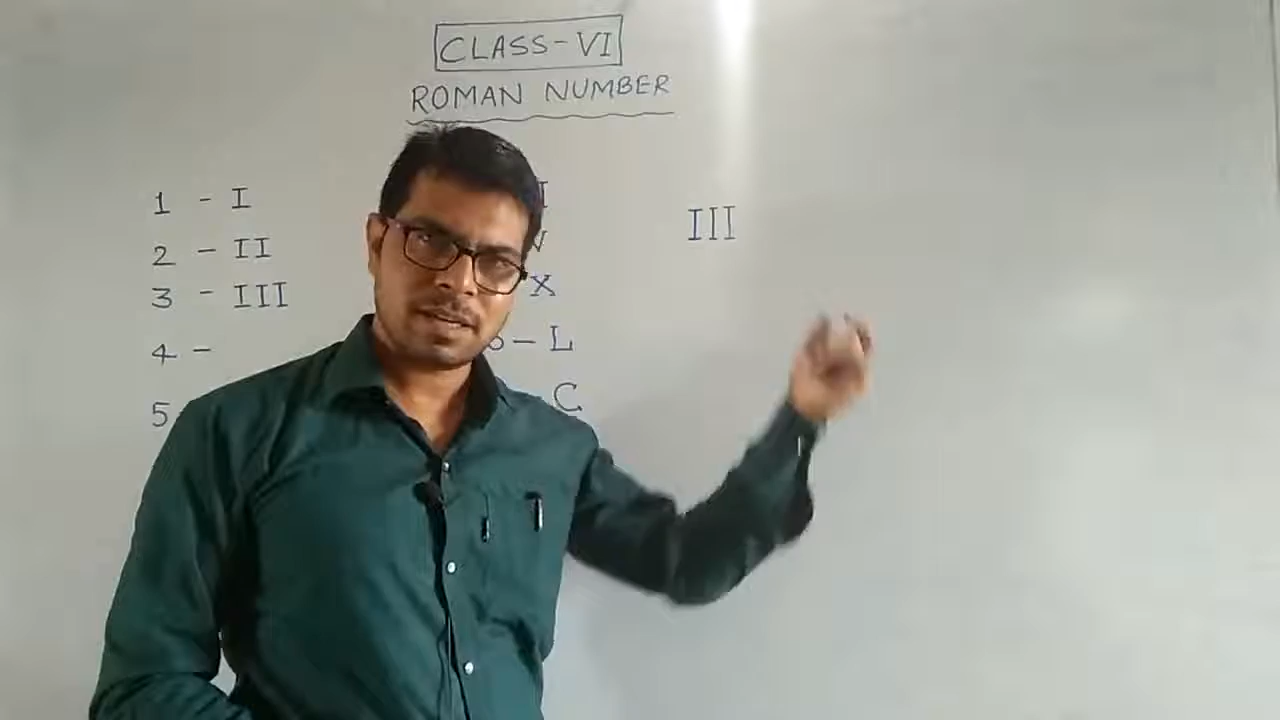 CLASS-VI
ROMAN NUMBER
1 - I
2 - II
3 - III
4 -
5
X
- L
C
III